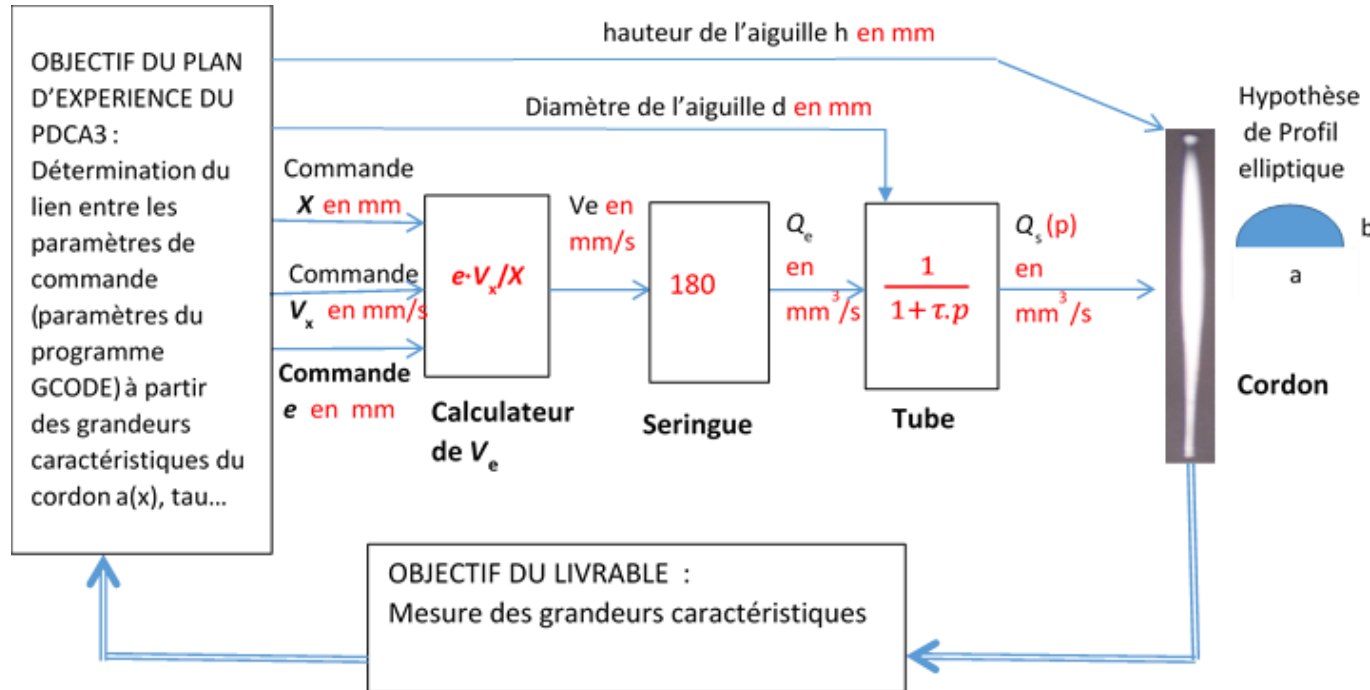 OBJECTIF DU PLAN
D'EXPERIENCE DU
PDCA3 :
Détermination du
lien entre les
paramètres de
commande
(paramètres du
programme
GCODE) à partir
des grandeurs
caractéristiques du
cordon a(x), tau...
hauteur de l'aiguille h en mm
Diamètre de l'aiguille d en mm
Commande
X en mm
Commande
Vx en mm/s
Commande
e en mm
e·Vx/X
Calculateur
de Ve
Ve en
mm/s
180
Seringue
Qe
en
mm³/s
1
1+τ.p
Tube
Qs (p)
en
mm³/s
Hypothèse
de Profil
elliptique
b
a
Cordon
OBJECTIF DU LIVRABLE :
Mesure des grandeurs caractéristiques